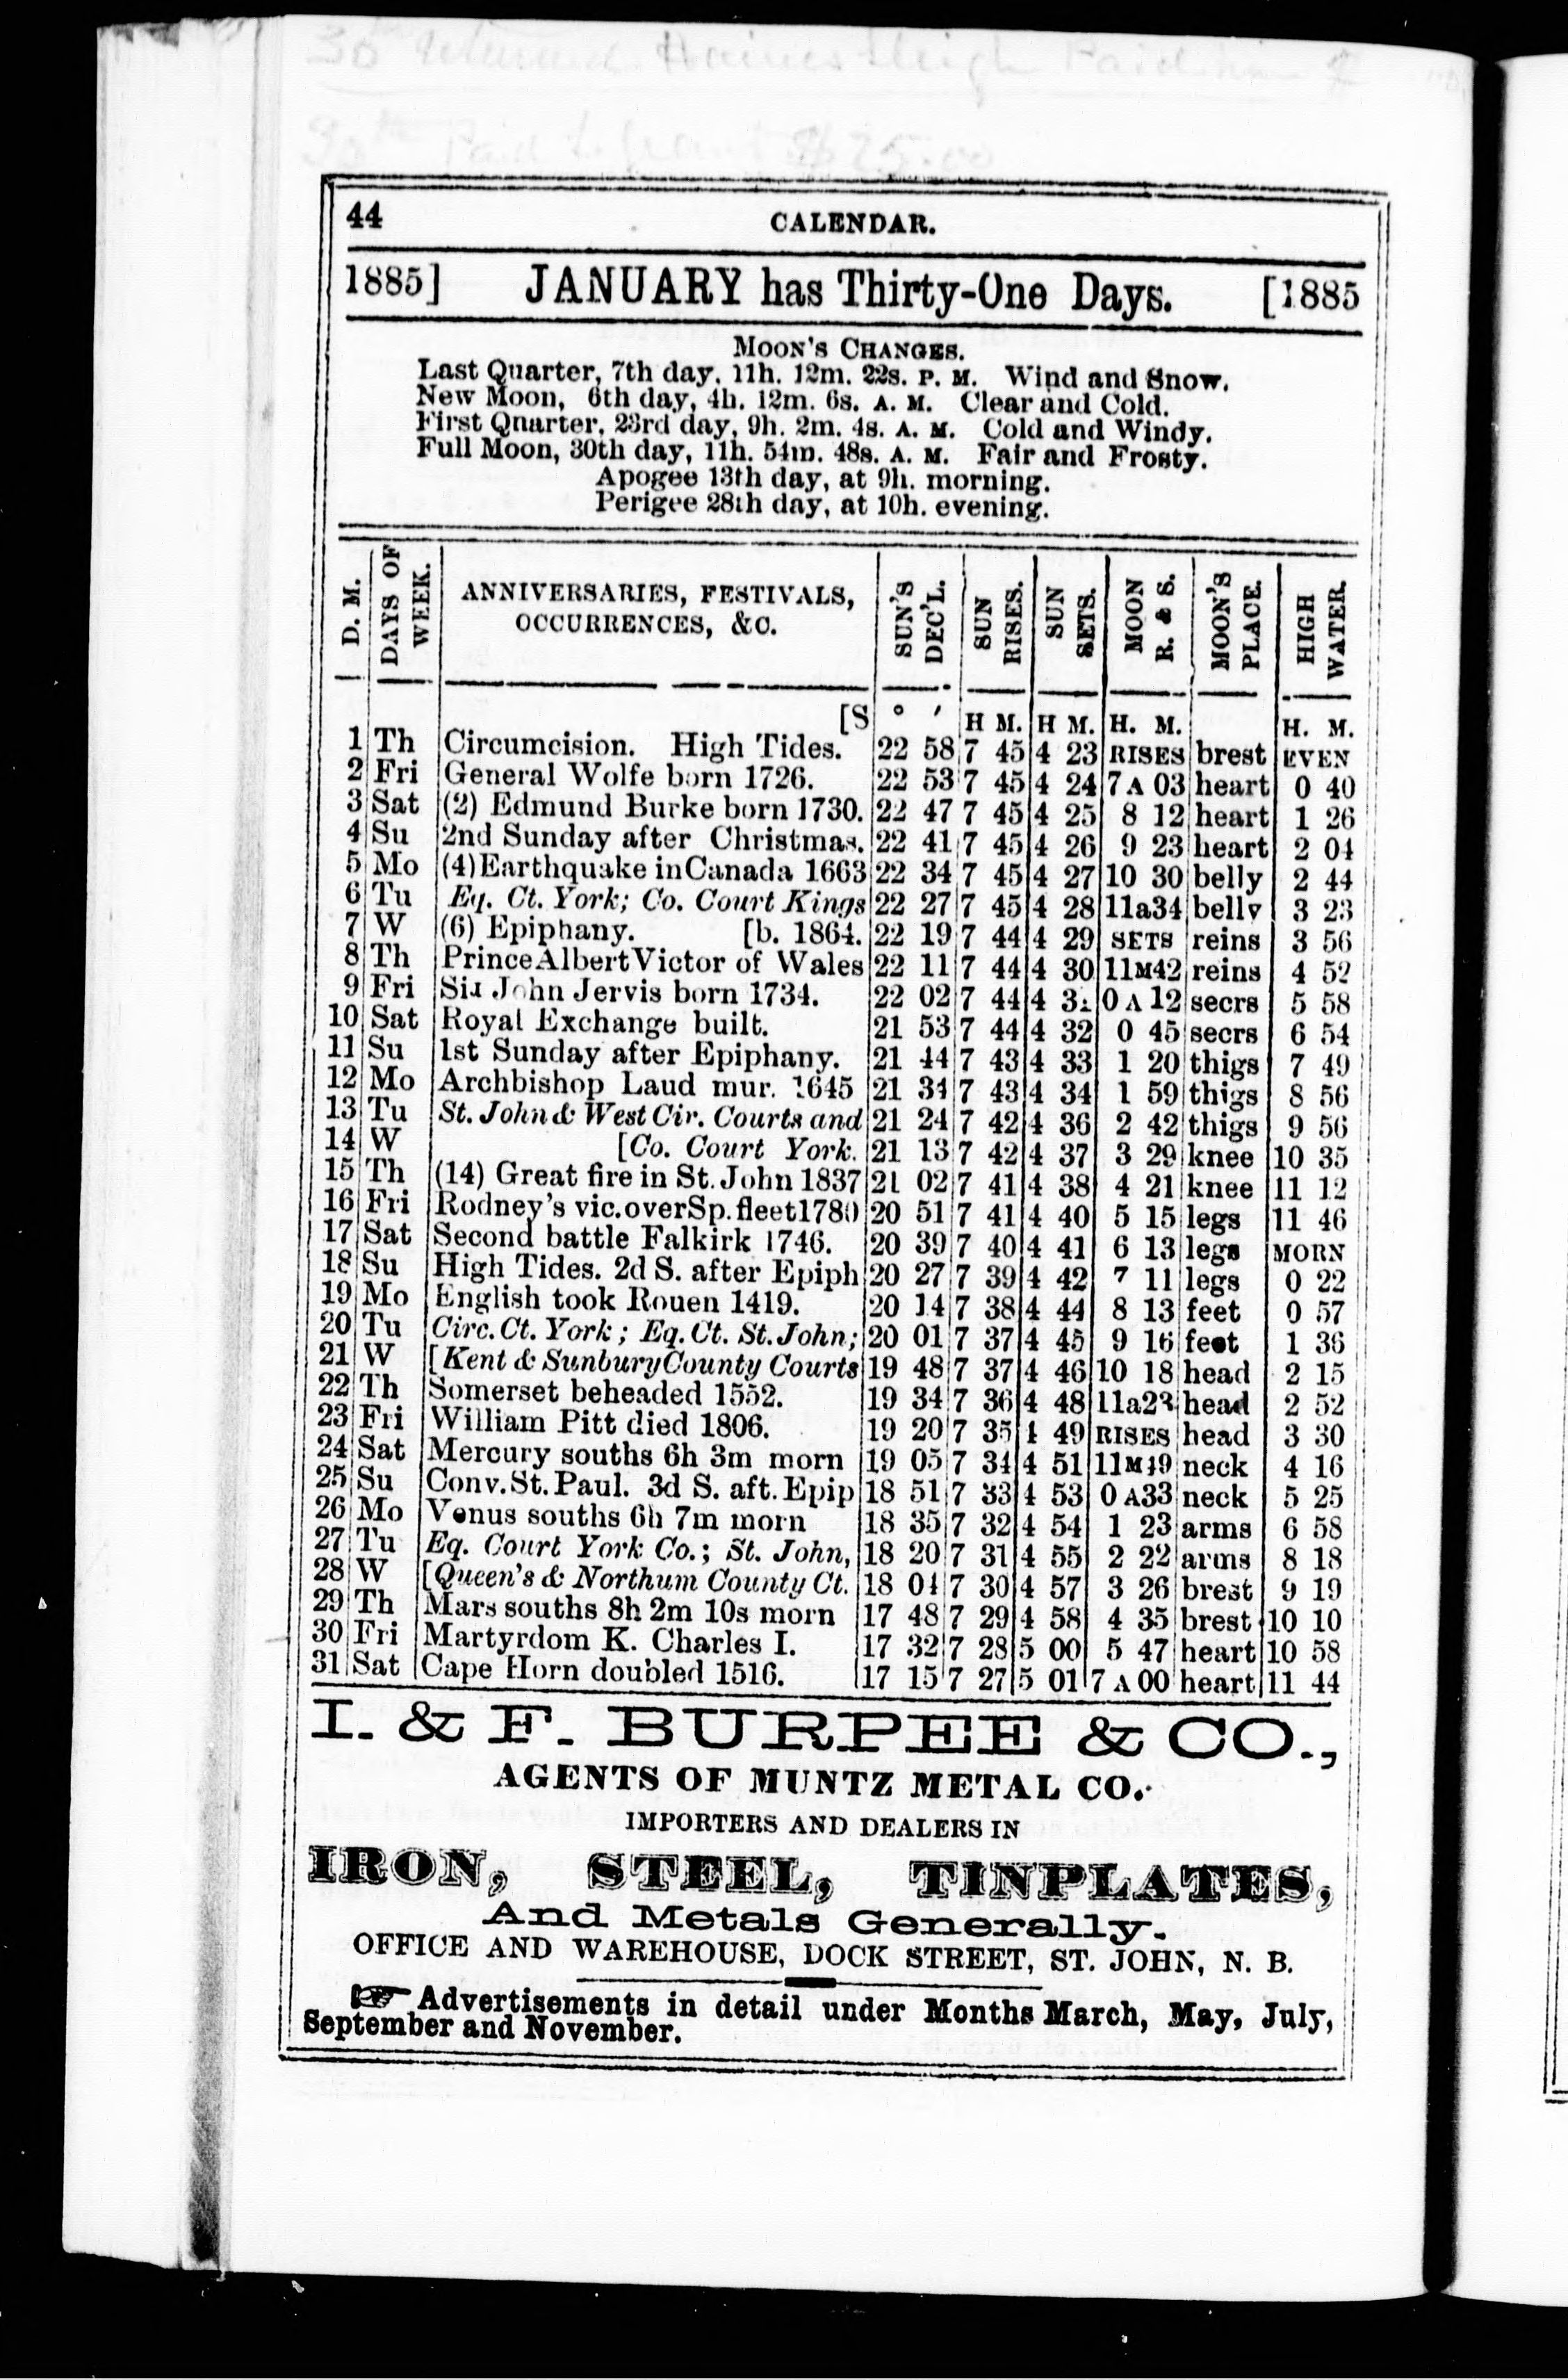 44 CALENDAR.
1885] JANUARY has Thirty-One Days. [1885
MOON'S CHANGES.
Last Quarter, 7th day, 11h. 12m. 22s. P. M. Wind and Snow.
New Moon, 6th day, 4h. 12m. 6s. A. M. Clear and Cold.
First Quarter, 23rd day, 9h. 2m. 4s. A. M. Cold and Windy.
Full Moon, 30th day, 11h. 54m. 48s. A. M. Fair and Frosty.
Apogee 13th day, at 9h. morning.
Perigee 28th day, at 10h. evening.
D. M. DAYS OF WEEK. ANNIVERSARIES, FESTIVALS, OCCURRENCES, &C. SUN'S DEC'L. SUN RISES. SUN SETS. MOON R. & S. MOON'S PLACE. HIGH WATER.
[S ° ′ H M. H M. H. M. H. M.
1 Th Circumcision. High Tides. 22 58 7 45 4 23 RISES brest EVEN
2 Fri General Wolfe born 1726. 22 53 7 45 4 24 7 A 03 heart 0 40
3 Sat (2) Edmund Burke born 1730. 22 47 7 45 4 25 8 12 heart 1 26
4 Su 2nd Sunday after Christmas. 22 41 7 45 4 26 9 23 heart 2 04
5 Mo (4) Earthquake in Canada 1663 22 34 7 45 4 27 10 30 belly 2 44
6 Tu Eq. Ct. York; Co. Court Kings 22 27 7 45 4 28 11a34 belly 3 23
7 W (6) Epiphany. [b. 1864. 22 19 7 44 4 29 SETS reins 3 56
8 Th Prince Albert Victor of Wales 22 11 7 44 4 30 11M42 reins 4 52
9 Fri Sir John Jervis born 1734. 22 02 7 44 4 3 0 A 12 secrs 5 58
10 Sat Royal Exchange built. 21 53 7 44 4 32 0 45 secrs 6 54
11 Su 1st Sunday after Epiphany. 21 44 7 43 4 33 1 20 thigs 7 49
12 Mo Archbishop Laud mur. 1645 21 34 7 43 4 34 1 59 thigs 8 56
13 Tu St. John & West Cir. Courts and 21 24 7 42 4 36 2 42 thigs 9 56
14 W [Co. Court York. 21 13 7 42 4 37 3 29 knee 10 35
15 Th (14) Great fire in St. John 1837 21 02 7 41 4 38 4 21 knee 11 12
16 Fri Rodney's vic. over Sp. fleet 1780 20 51 7 41 4 40 5 15 legs 11 46
17 Sat Second battle Falkirk 1746. 20 39 7 40 4 41 6 13 legs MORN
18 Su High Tides. 2d S. after Epiph 20 27 7 39 4 42 7 11 legs 0 22
19 Mo English took Rouen 1419. 20 14 7 38 4 44 8 13 feet 0 57
20 Tu Circ. Ct. York; Eq. Ct. St. John; 20 01 7 37 4 45 9 16 feet 1 36
21 W [Kent & Sunbury County Courts 19 48 7 37 4 46 10 18 head 2 15
22 Th Somerset beheaded 1552. 19 34 7 36 4 48 11a23 head 2 52
23 Fri William Pitt died 1806. 19 20 7 35 4 49 RISES head 3 30
24 Sat Mercury souths 6h 3m morn 19 05 7 34 4 51 11M49 neck 4 16
25 Su Conv. St. Paul. 3d S. aft. Epip 18 51 7 33 4 53 0 A33 neck 5 25
26 Mo Venus souths 6h 7m morn 18 35 7 32 4 54 1 23 arms 6 58
27 Tu Eq. Court York Co.; St. John, 18 20 7 31 4 55 2 22 arms 8 18
28 W [Queen's & Northum County Ct. 18 04 7 30 4 57 3 26 brest 9 19
29 Th Mars souths 8h 2m 10s morn 17 48 7 29 4 58 4 35 brest 10 10
30 Fri Martyrdom K. Charles I. 17 32 7 28 5 00 5 47 heart 10 58
31 Sat Cape Horn doubled 1516. 17 15 7 27 5 01 7 A 00 heart 11 44
I. & F. BURPEE & CO.,
AGENTS OF MUNTZ METAL CO.
IMPORTERS AND DEALERS IN
IRON, STEEL, TINPLATES,
And Metals Generally.
OFFICE AND WAREHOUSE, DOCK STREET, ST. JOHN, N. B.
☞ Advertisements in detail under Months March, May, July,
September and November.